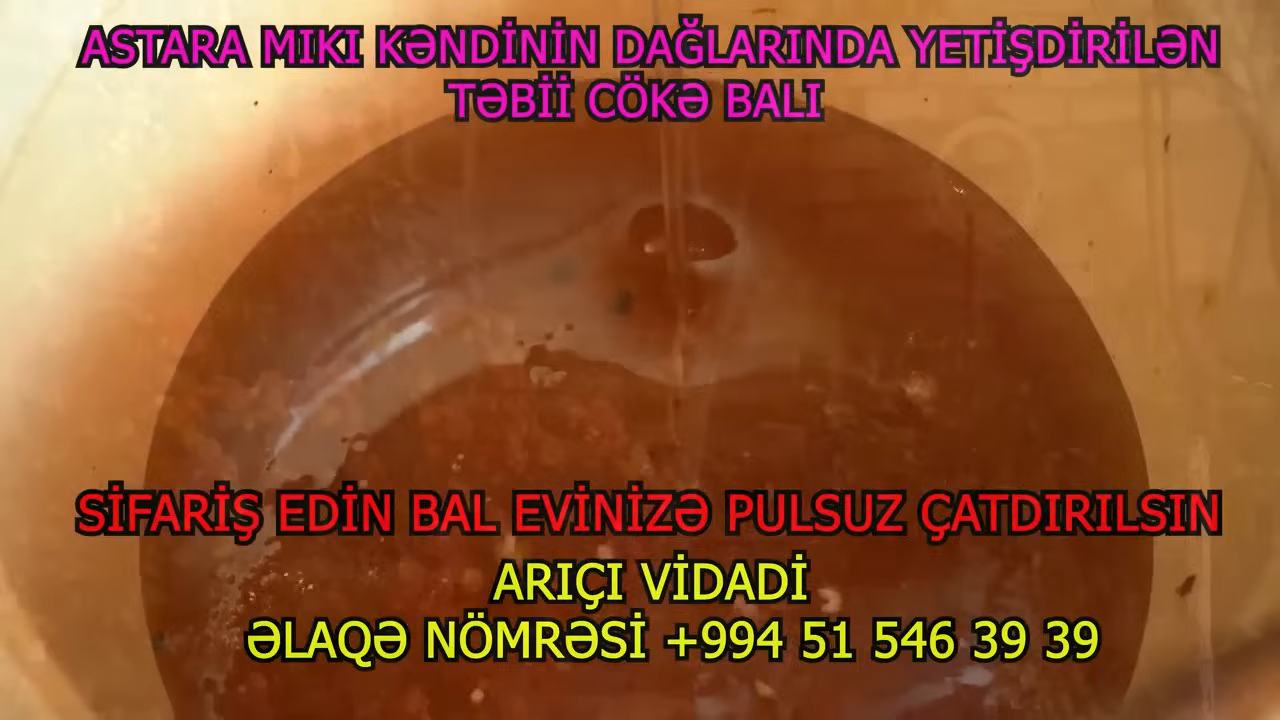 ASTARA MIKI KƏNDİNİN DAĞLARINDA YETİŞDİRİLƏN
TƏBİİ CÖKƏ BALI
SİFARİŞ EDİN BAL EVİNİZƏ PULSUZ ÇATDIRILSIN
ARIÇI VİDADİ
ƏLAQƏ NÖMRƏSİ +994 51 546 39 39